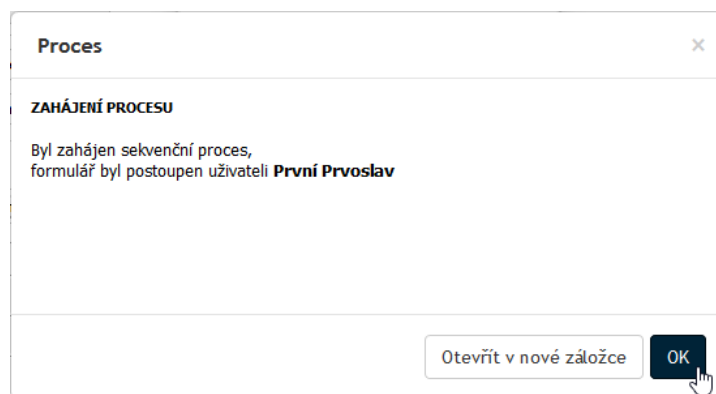 Proces
×
ZAHÁJENÍ PROCESU
Byl zahájen sekvenční proces,
formulář byl postoupen uživateli První Prvoslav
Otevřít v nové záložce
OK